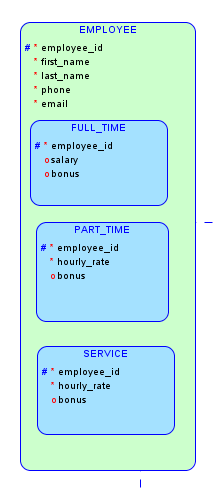 EMPLOYEE
# * employee_id
* first_name
* last_name
* phone
* email
FULL_TIME
# * employee_id
o salary
o bonus
PART_TIME
# * employee_id
* hourly_rate
o bonus
SERVICE
# * employee_id
* hourly_rate
o bonus